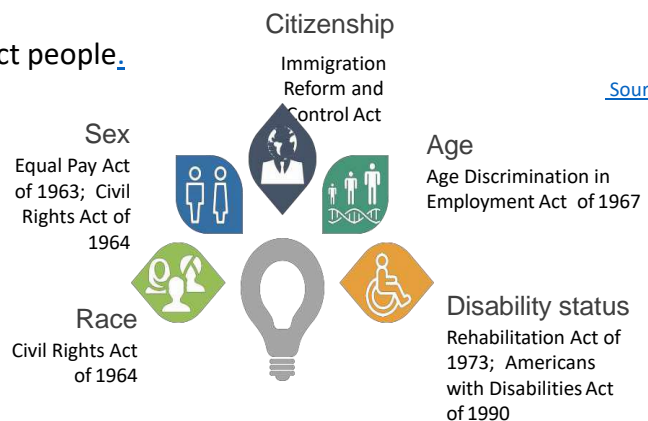 Citizenship
ct people.
Immigration
Reform and
Control Act
Sour
Sex
Equal Pay Act
of 1963; Civil
Rights Act of
1964
Age
Age Discrimination in
Employment Act of 1967
Race
Civil Rights Act
of 1964
Disability status
Rehabilitation Act of
1973; Americans
with Disabilities Act
of 1990